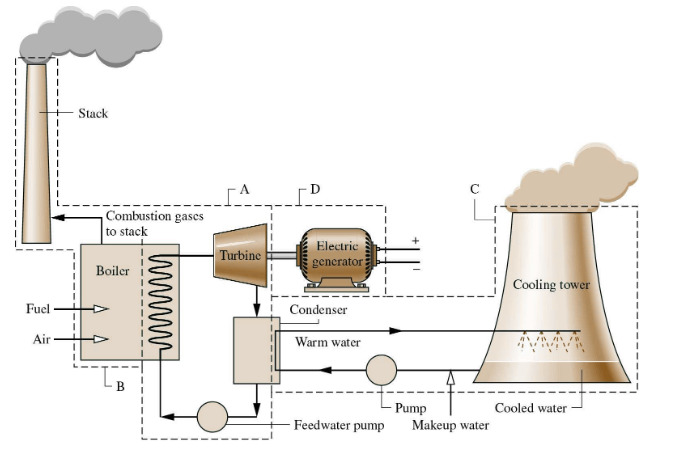 Stack
A
D
C
Combustion gases
to stack
Boiler
Turbine
Electric
generator
+
−
Cooling tower
Fuel
Air
Condenser
Warm water
B
Pump
Cooled water
Feedwater pump
Makeup water